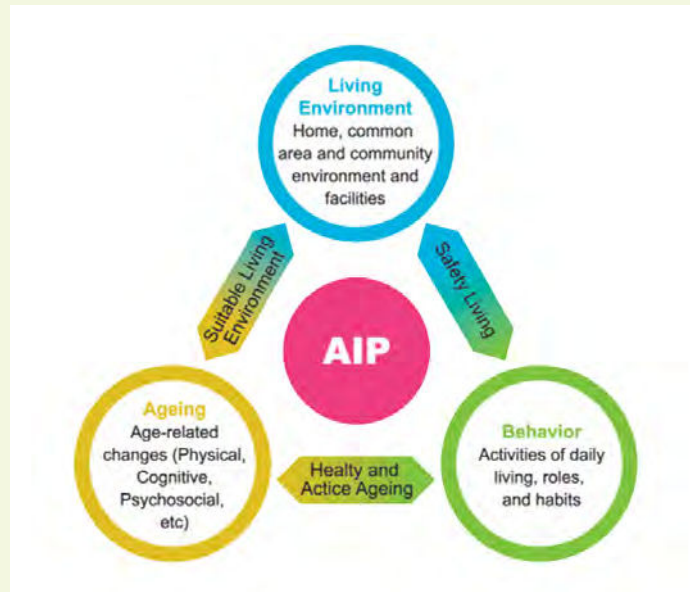 Living
Environment
Home, common
area and community
environment and
facilities
Suitable Living
Environment
Safety Living
AIP
Ageing
Age-related
changes (Physical,
Cognitive,
Psychosocial,
etc)
Healty and
Actice Ageing
Behavior
Activities of daily
living, roles,
and habits